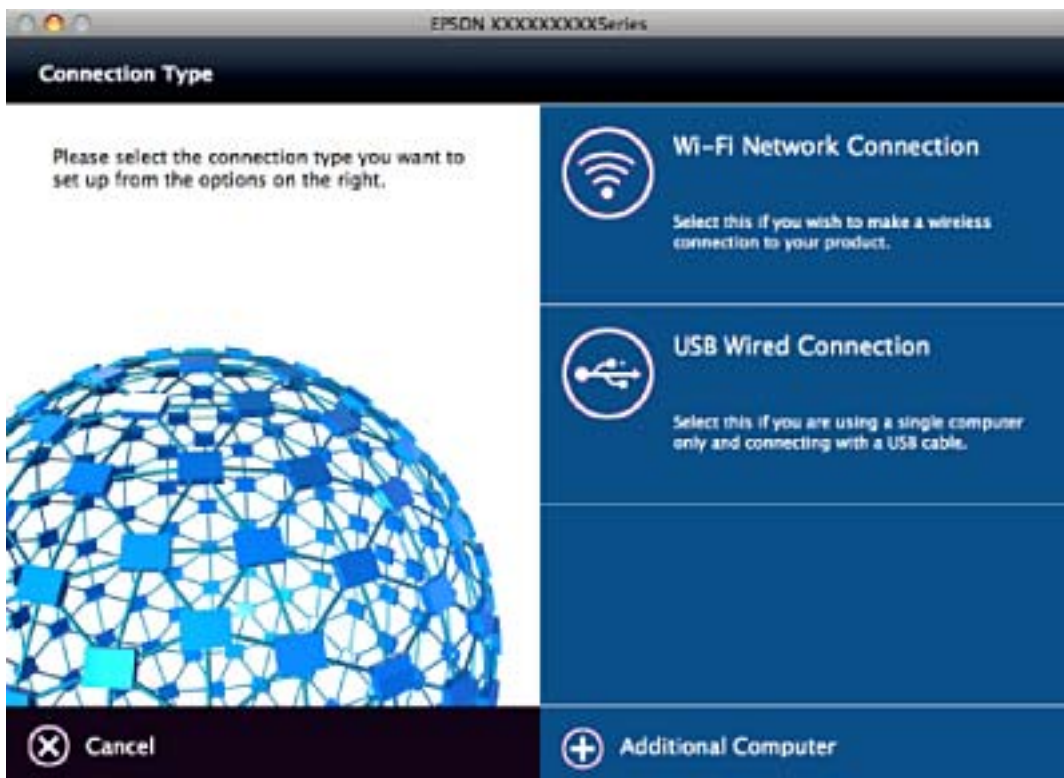 EPSON XXXXXXXXXSeries
Connection Type
Please select the connection type you want to
set up from the options on the right.
Wi-Fi Network Connection
Select this if you wish to make a wireless
connection to your product.
USB Wired Connection
Select this if you are using a single computer
only and connecting with a USB cable.
Cancel
Additional Computer